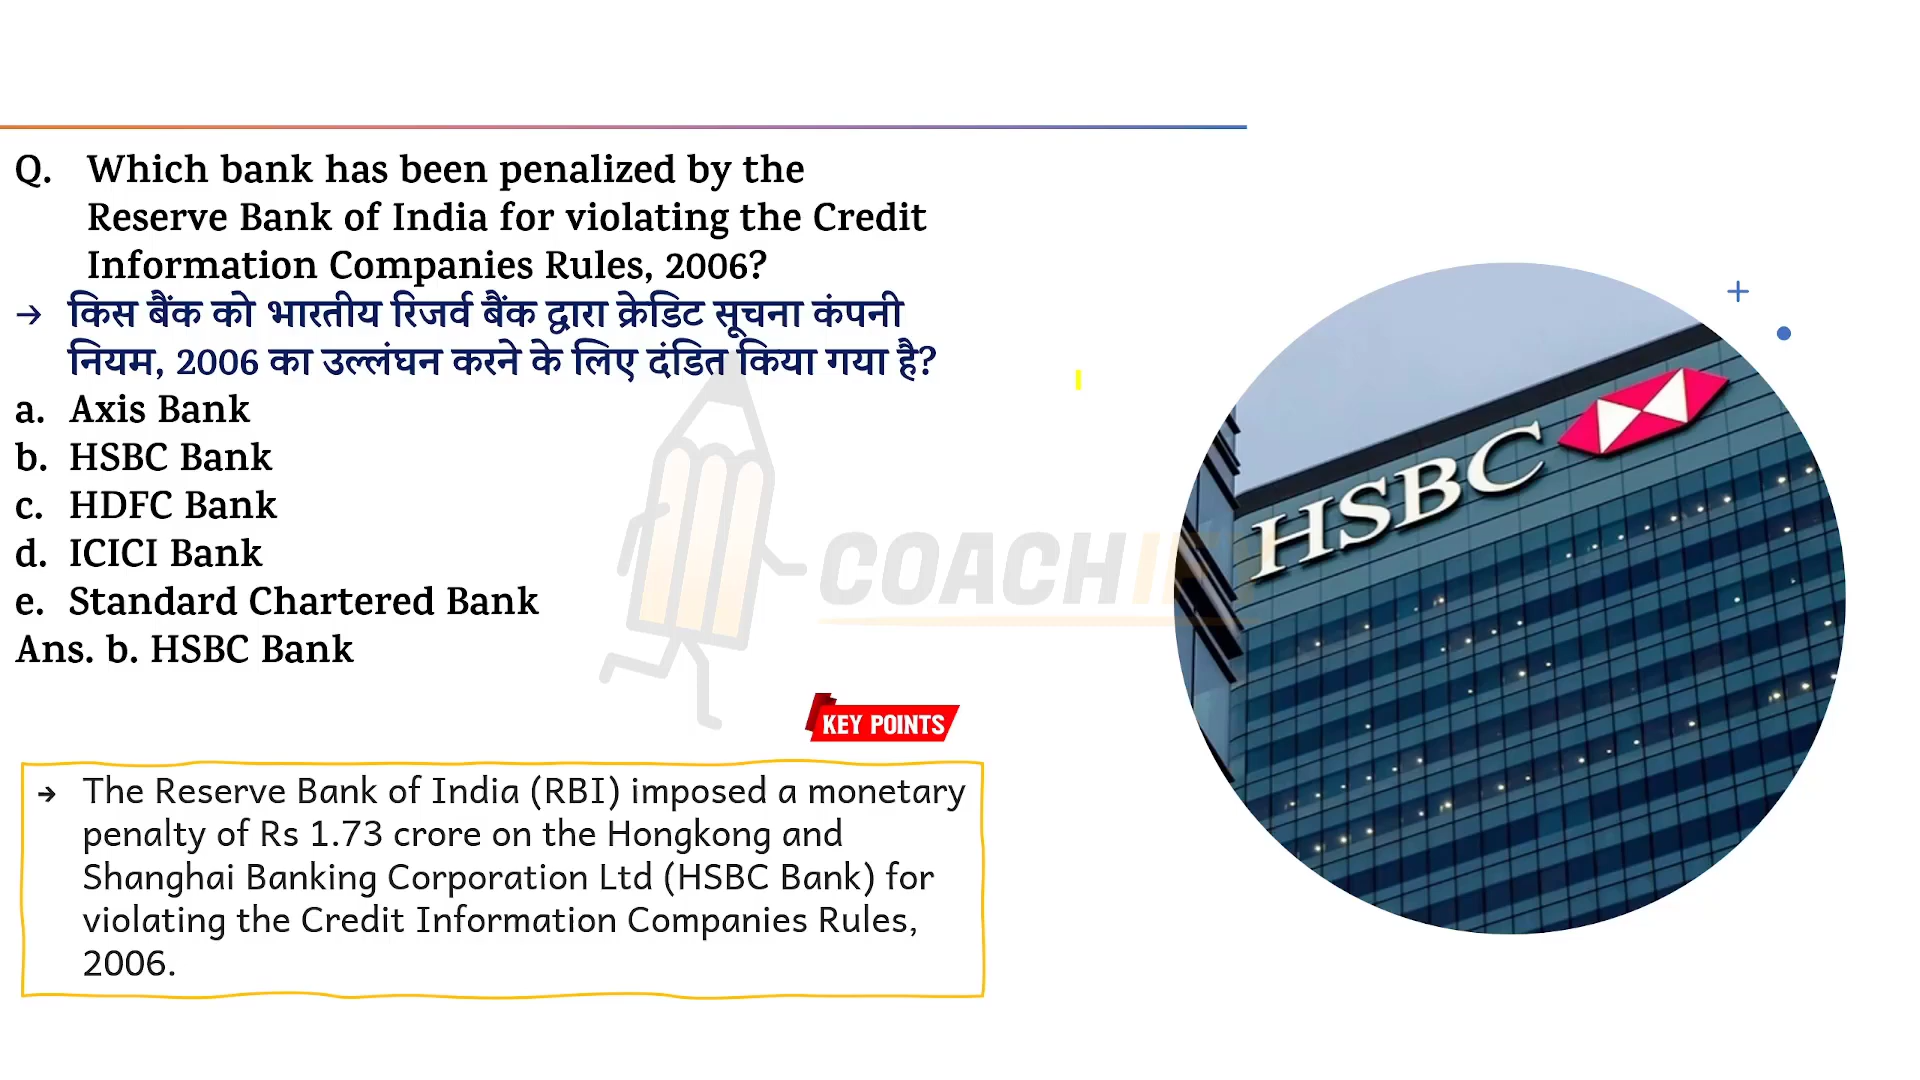 Q. Which bank has been penalized by the
Reserve Bank of India for violating the Credit
Information Companies Rules, 2006?
→ किस बैंक को भारतीय रिजर्व बैंक द्वारा क्रेडिट सूचना कंपनी
नियम, 2006 का उल्लंघन करने के लिए दंडित किया गया है?
a. Axis Bank
b. HSBC Bank
c. HDFC Bank
d. ICICI Bank
e. Standard Chartered Bank
Ans. b. HSBC Bank
KEY POINTS
→ The Reserve Bank of India (RBI) imposed a monetary
penalty of Rs 1.73 crore on the Hongkong and
Shanghai Banking Corporation Ltd (HSBC Bank) for
violating the Credit Information Companies Rules,
2006.
HSBC